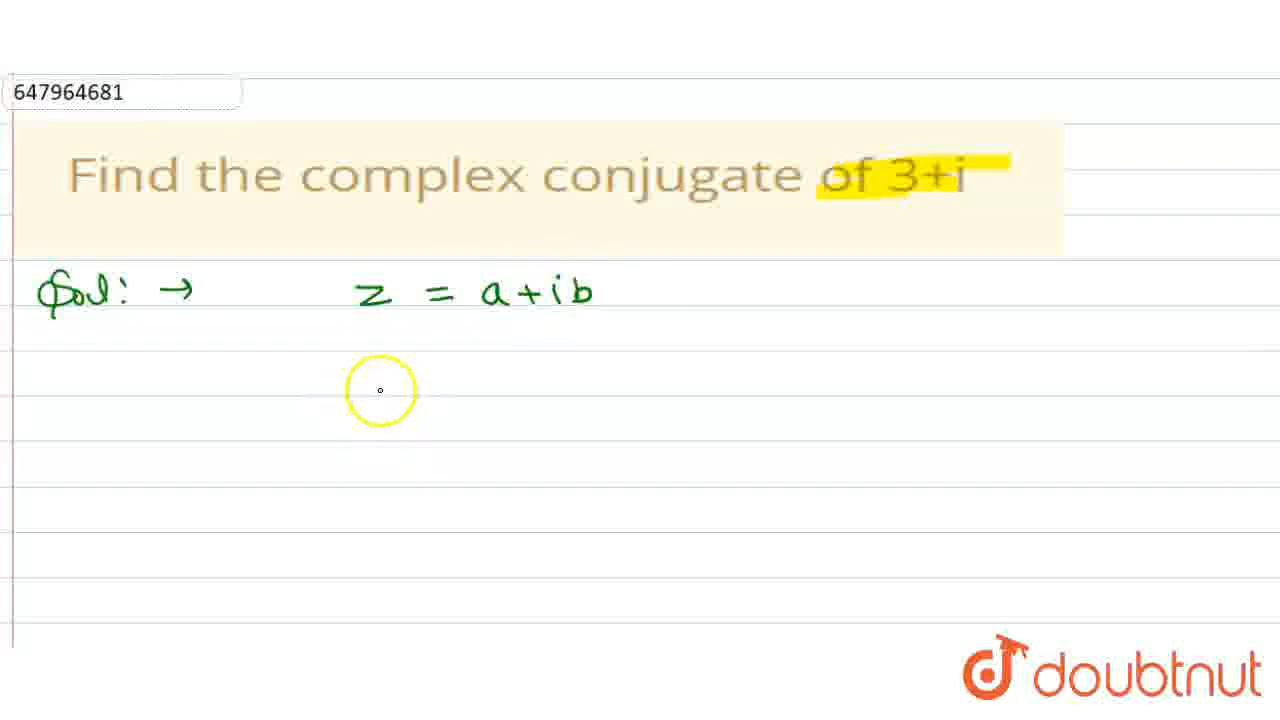 647964681
Find the complex conjugate of 3+i
Sol: → z = a+ib
doubtnut